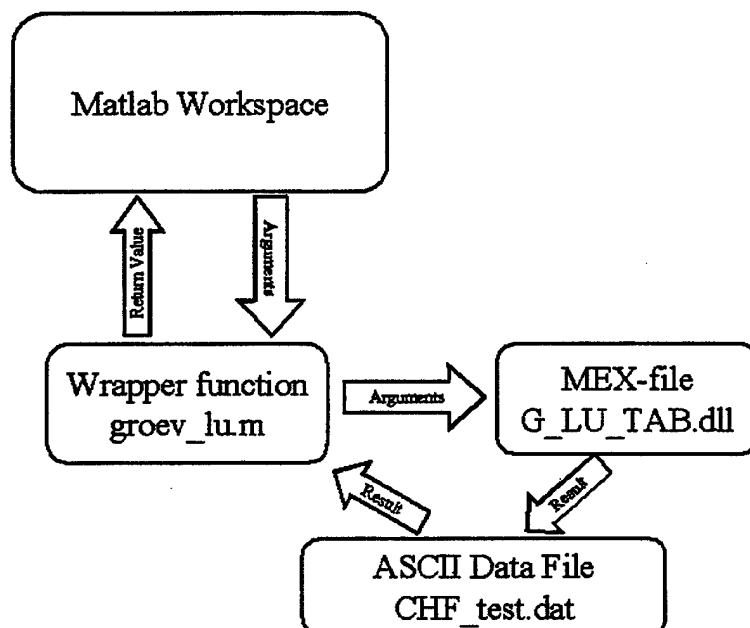 Matlab Workspace
Return Value
Arguments
Wrapper function
groev_lu.m
Arguments
MEX-file
G_LU_TAB.dll
Result
Result
ASCII Data File
CHF_test.dat